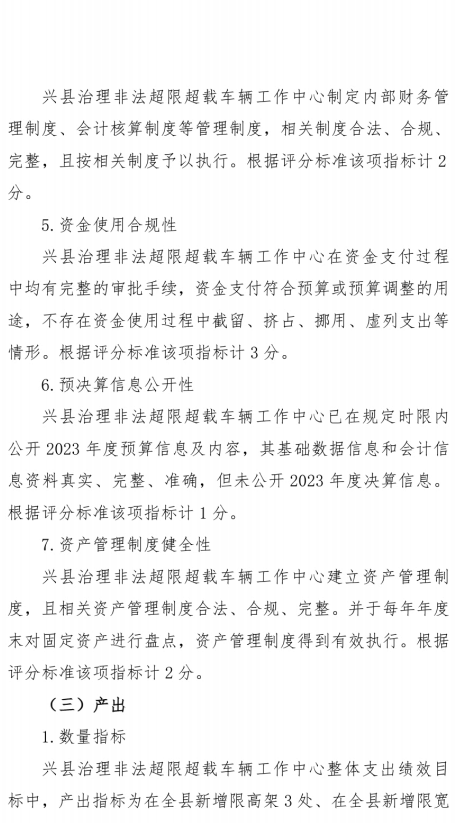 兴县治理非法超限超载车辆工作中心制定内部财务管
理制度、会计核算制度等管理制度，相关制度合法、合规、
完整，且按相关制度予以执行。根据评分标准该项指标计 2
分。
5.资金使用合规性
兴县治理非法超限超载车辆工作中心在资金支付过程
中均有完整的审批手续，资金支付符合预算或预算调整的用
途，不存在资金使用过程中截留、挤占、挪用、虚列支出等
情形。根据评分标准该项指标计 3 分。
6.预决算信息公开性
兴县治理非法超限超载车辆工作中心已在规定时限内
公开 2023 年度预算信息及内容，其基础数据信息和会计信
息资料真实、完整、准确，但未公开 2023 年度决算信息。
根据评分标准该项指标计 1 分。
7.资产管理制度健全性
兴县治理非法超限超载车辆工作中心建立资产管理制
度，且相关资产管理制度合法、合规、完整。并于每年年度
末对固定资产进行盘点，资产管理制度得到有效执行。根据
评分标准该项指标计 2 分。
（三）产出
1.数量指标
兴县治理非法超限超载车辆工作中心整体支出绩效目
标中，产出指标为在全县新增限高架 3 处、在全县新增限宽